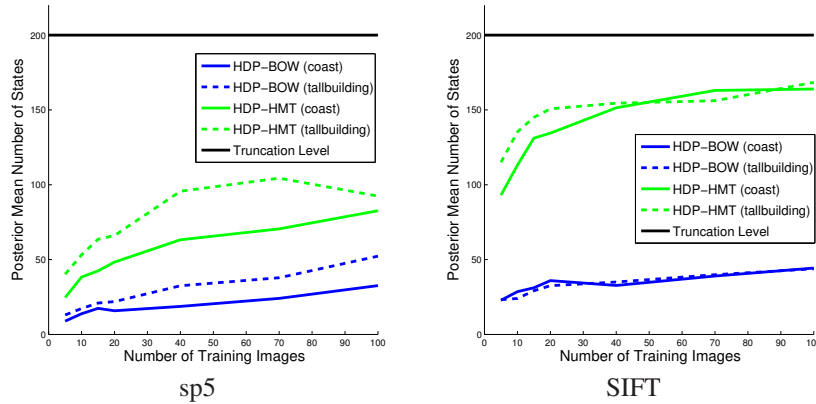 Posterior Mean Number of States
200
150
100
50
0
0 10 20 30 40 50 60 70 80 90 100
Number of Training Images
HDP−BOW (coast)
HDP−BOW (tallbuilding)
HDP−HMT (coast)
HDP−HMT (tallbuilding)
Truncation Level
sp5
Posterior Mean Number of States
200
150
100
50
0
0 10 20 30 40 50 60 70 80 90 100
Number of Training Images
HDP−BOW (coast)
HDP−BOW (tallbuilding)
HDP−HMT (coast)
HDP−HMT (tallbuilding)
Truncation Level
SIFT